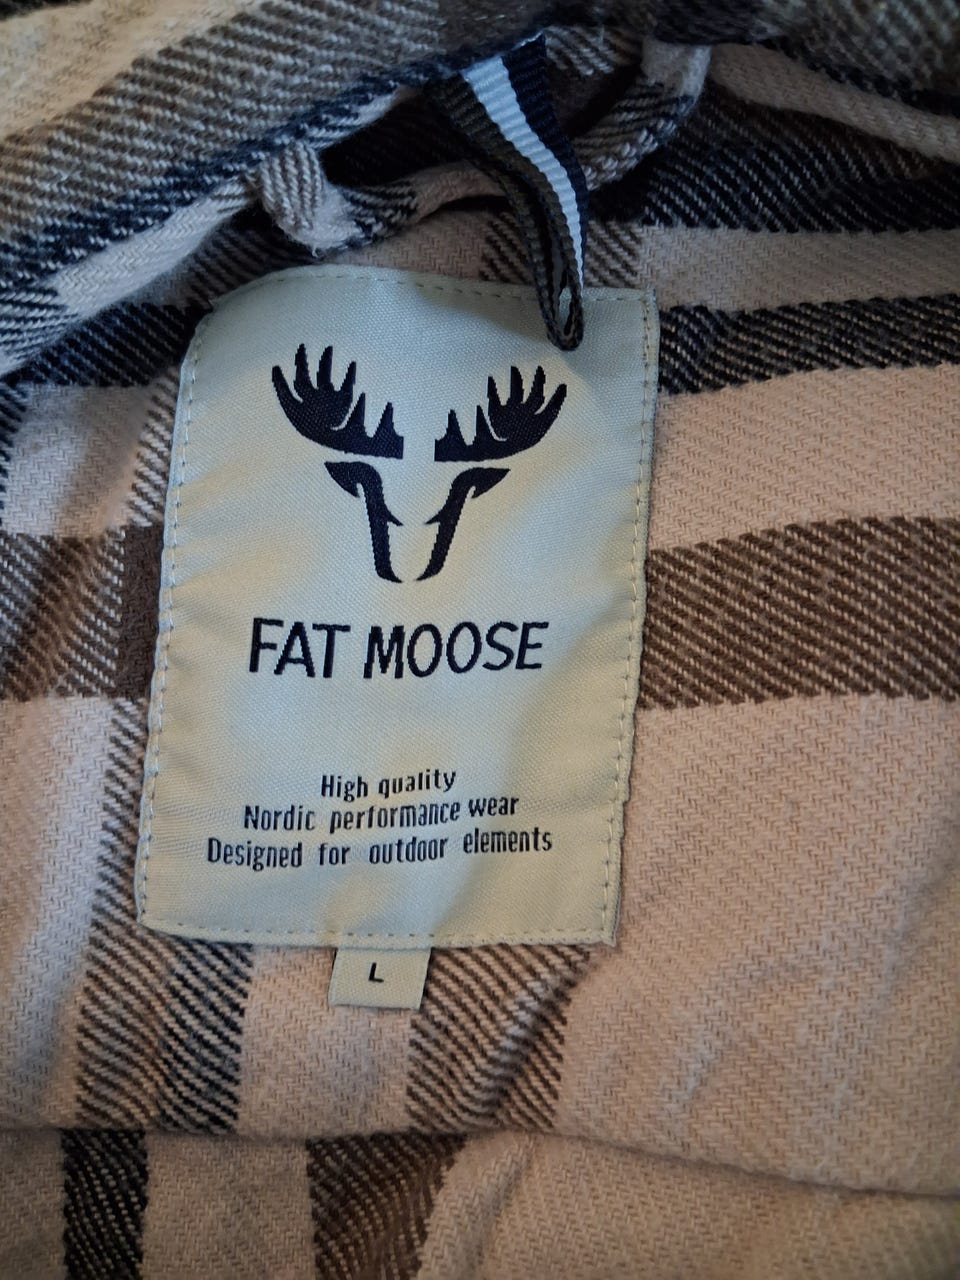 FAT MOOSE
High quality
Nordic performance wear
Designed for outdoor elements
L